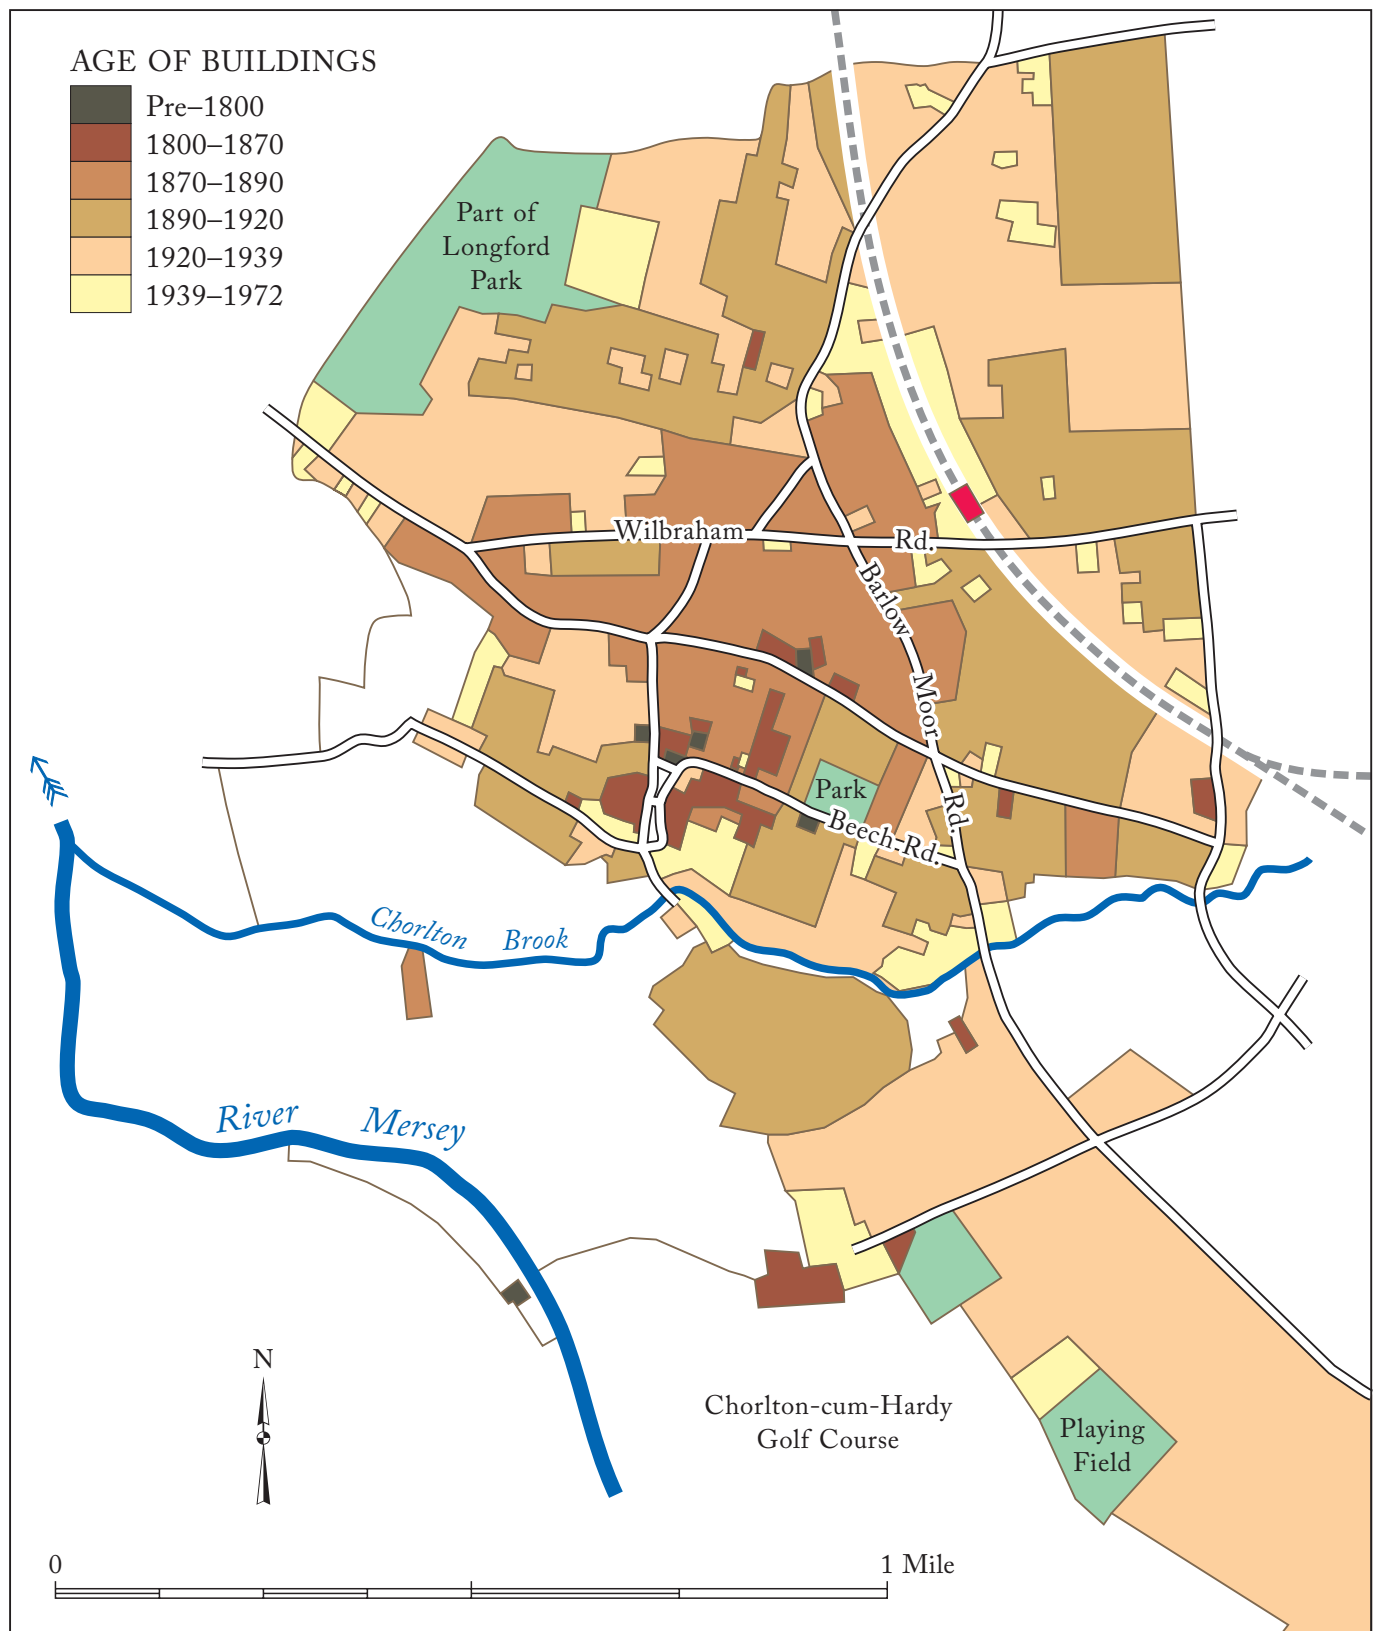 AGE OF BUILDINGS
Pre–1800
1800–1870
1870–1890
1890–1920
1920–1939
1939–1972
Part of
Longford
Park
Wilbraham Rd.
Barlow Moor Rd.
Park
Beech Rd.
Chorlton Brook
River Mersey
N
Chorlton-cum-Hardy
Golf Course
Playing
Field
0 1 Mile